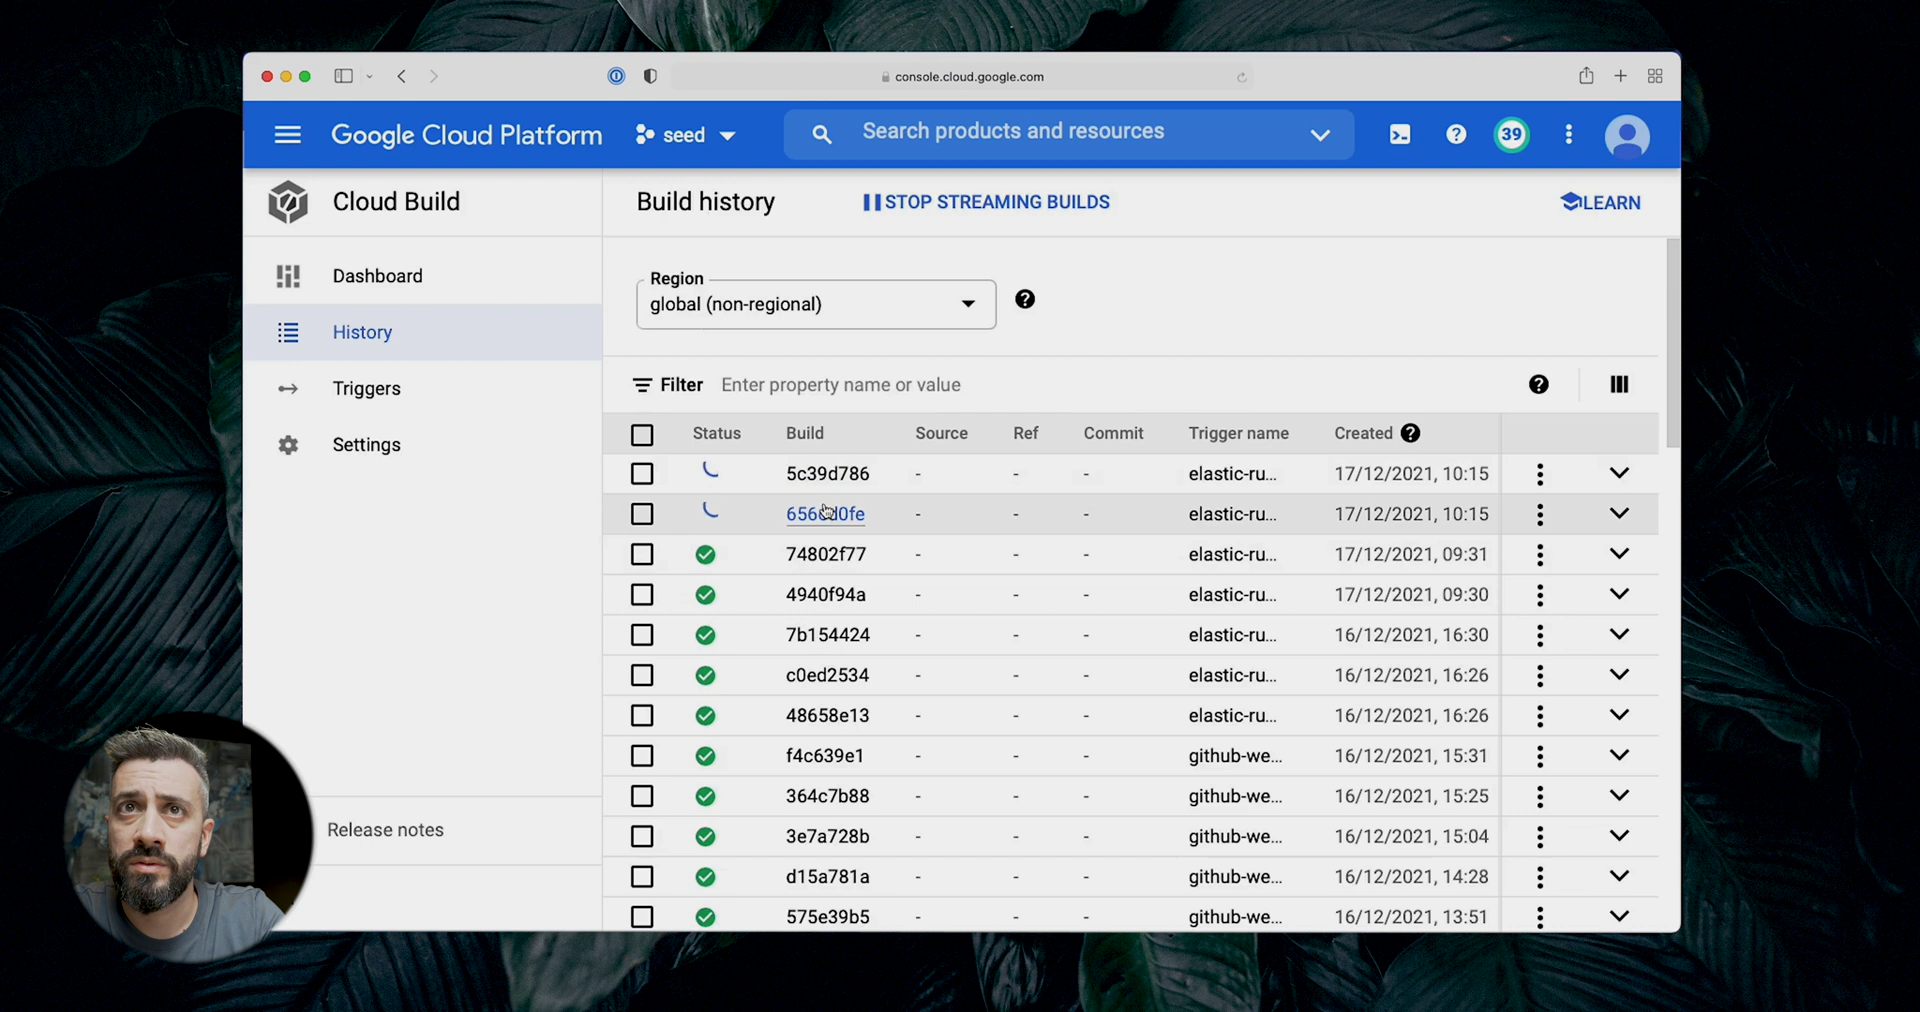 console.cloud.google.com
Google Cloud Platform
seed
Search products and resources
39
Cloud Build
Build history
STOP STREAMING BUILDS
LEARN
Dashboard
History
Triggers
Settings
Release notes
Region
global (non-regional)
Filter Enter property name or value
Status Build Source Ref Commit Trigger name Created
5c39d786 - - - elastic-ru... 17/12/2021, 10:15
- - - elastic-ru... 17/12/2021, 10:15
74802f77 - - - elastic-ru... 17/12/2021, 09:31
4940f94a - - - elastic-ru... 17/12/2021, 09:30
7b154424 - - - elastic-ru... 16/12/2021, 16:30
c0ed2534 - - - elastic-ru... 16/12/2021, 16:26
48658e13 - - - elastic-ru... 16/12/2021, 16:26
f4c639e1 - - - github-we... 16/12/2021, 15:31
364c7b88 - - - github-we... 16/12/2021, 15:25
3e7a728b - - - github-we... 16/12/2021, 15:04
d15a781a - - - github-we... 16/12/2021, 14:28
575e39b5 - - - github-we... 16/12/2021, 13:51